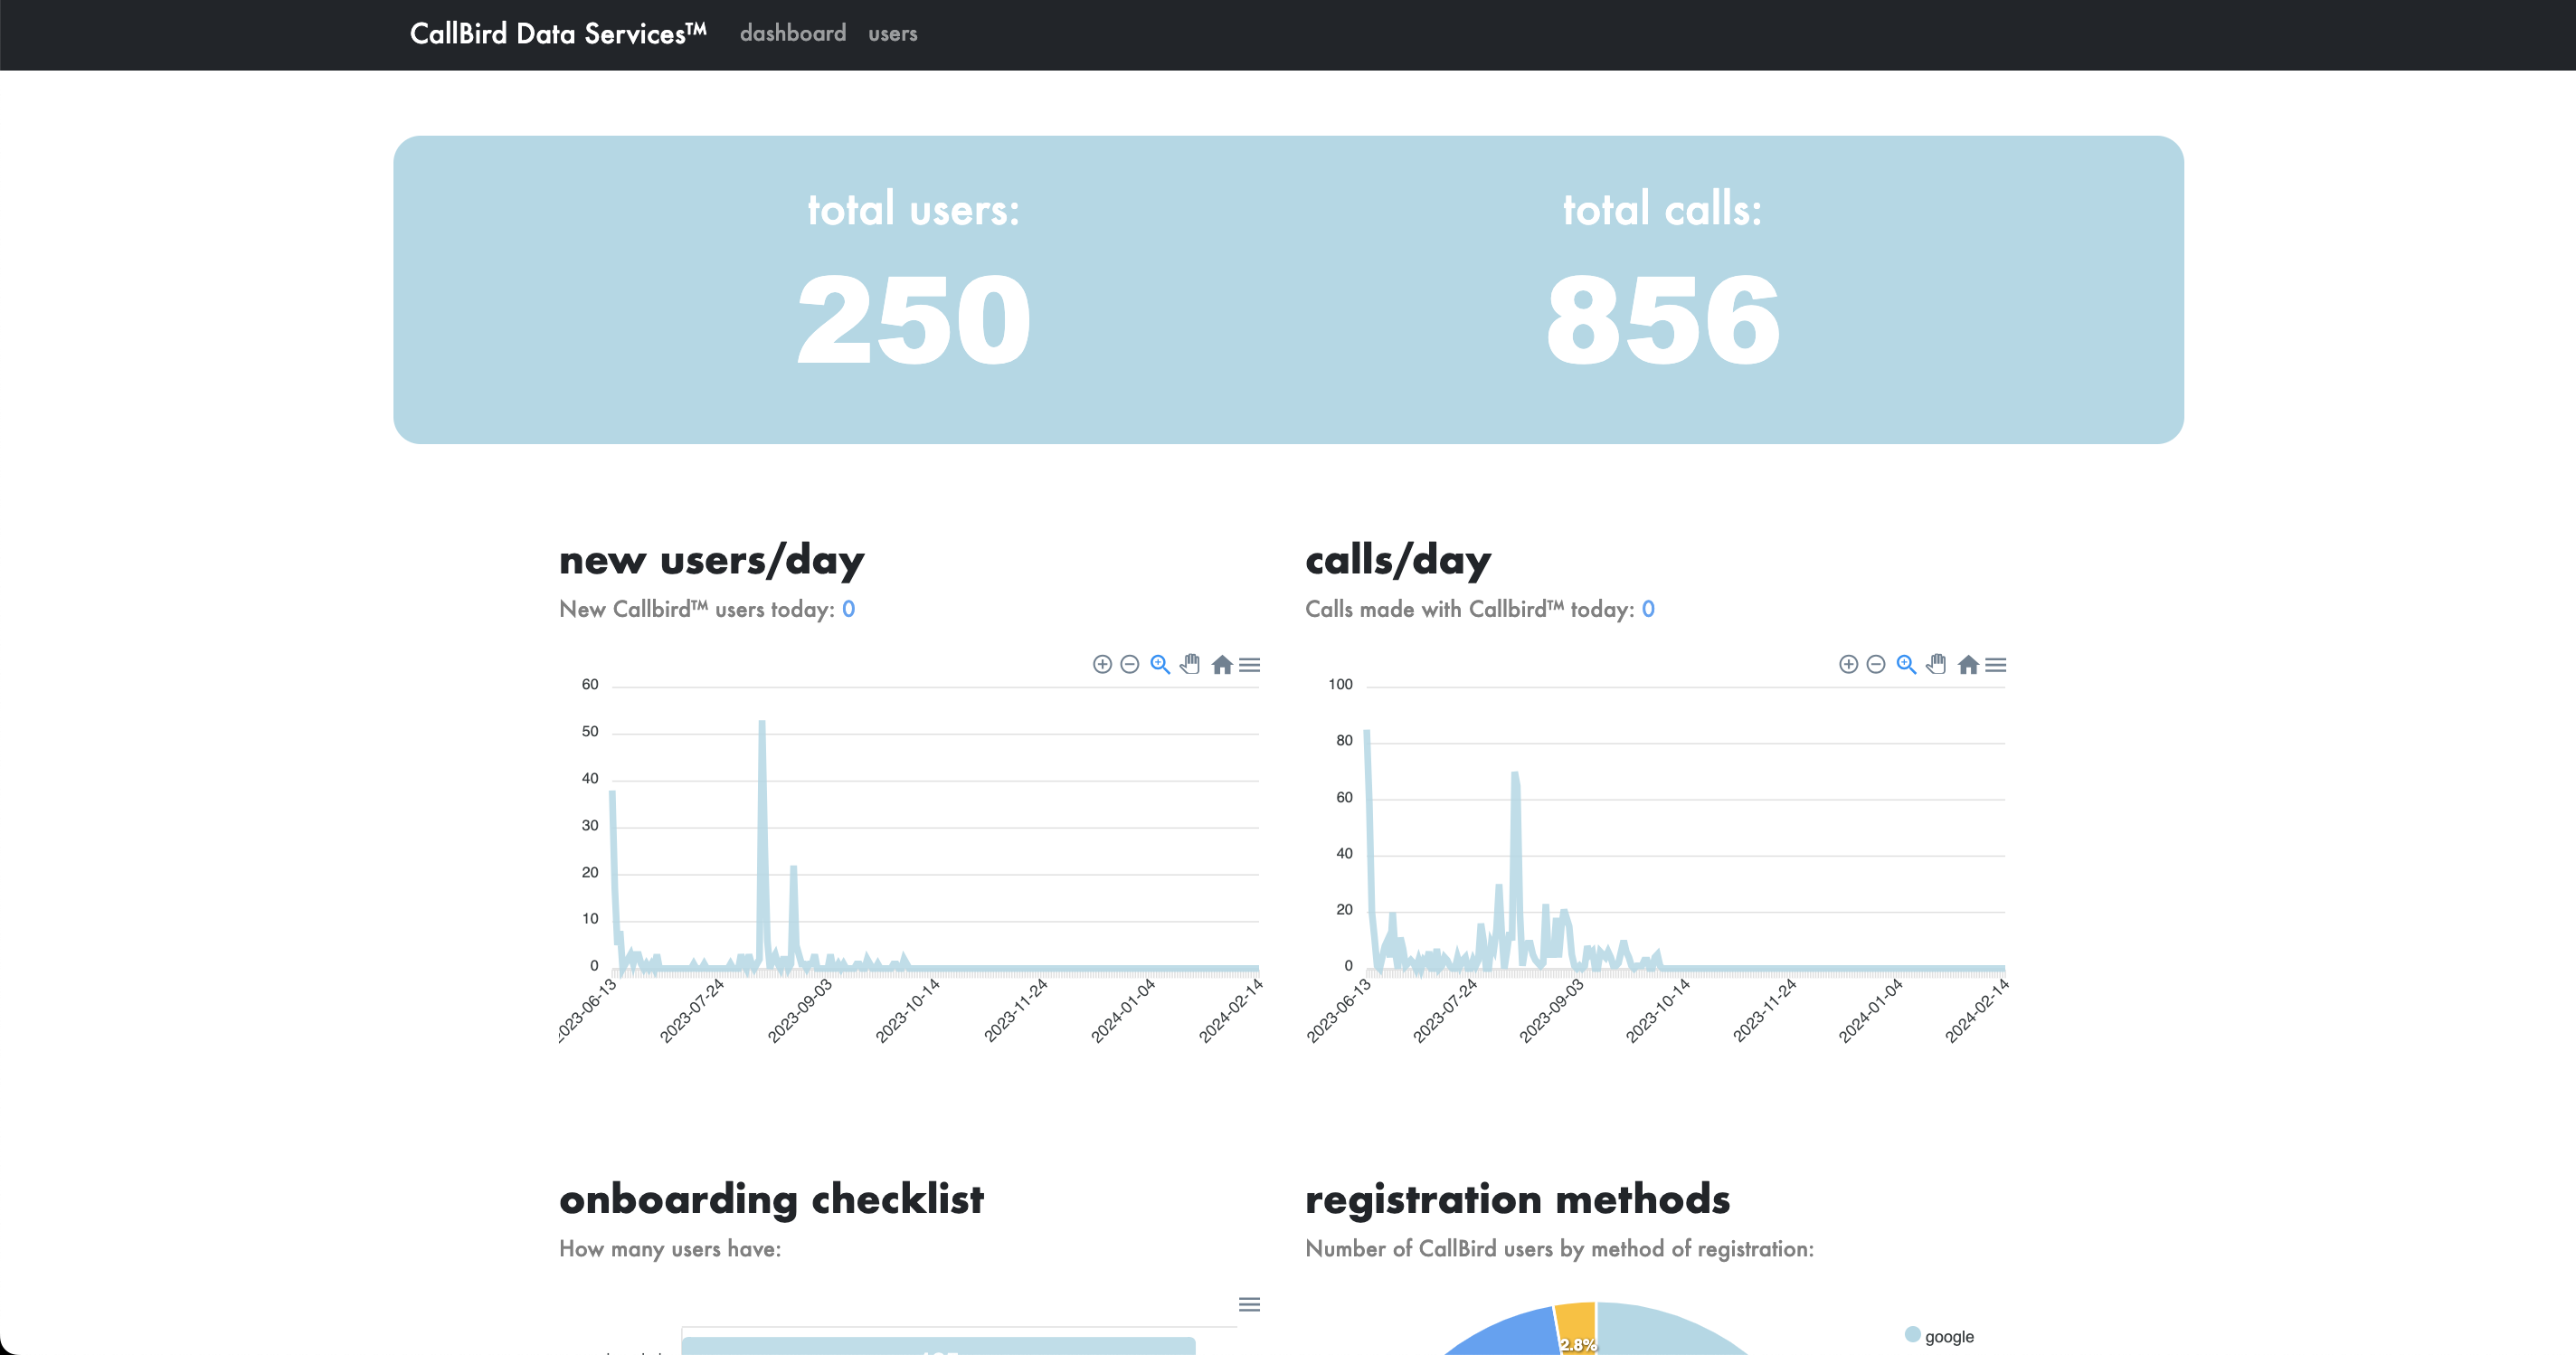 CallBird Data Services™ dashboard users
total users: total calls:
250 856
new users/day
New Callbird™ users today: 0
60
50
40
30
20
10
0
2023-06-13 2023-07-24 2023-09-03 2023-10-14 2023-11-24 2024-01-04 2024-02-14
calls/day
Calls made with Callbird™ today: 0
100
80
60
40
20
0
2023-06-13 2023-07-24 2023-09-03 2023-10-14 2023-11-24 2024-01-04 2024-02-14
onboarding checklist
How many users have:
registration methods
Number of CallBird users by method of registration:
2.8%
google